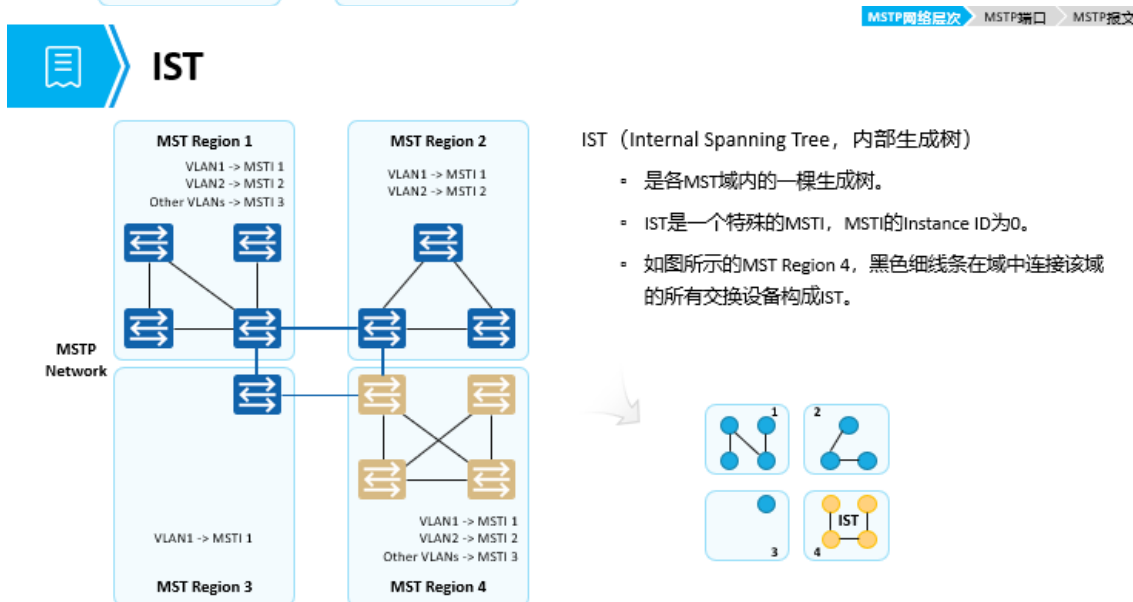 MSTP网络层次 MSTP端口 MSTP报文
IST
MST Region 1
VLAN1 -> MSTI 1
VLAN2 -> MSTI 2
Other VLANs -> MSTI 3
MST Region 2
VLAN1 -> MSTI 1
VLAN2 -> MSTI 2
MSTP
Network
VLAN1 -> MSTI 1
MST Region 3
VLAN1 -> MSTI 1
VLAN2 -> MSTI 2
Other VLANs -> MSTI 3
MST Region 4
IST（Internal Spanning Tree，内部生成树）
▫ 是各MST域内的一棵生成树。
▫ IST是一个特殊的MSTI，MSTI的Instance ID为0。
▫ 如图所示的MST Region 4，黑色细线条在域中连接该域
的所有交换设备构成IST。
1
2
3
IST
4